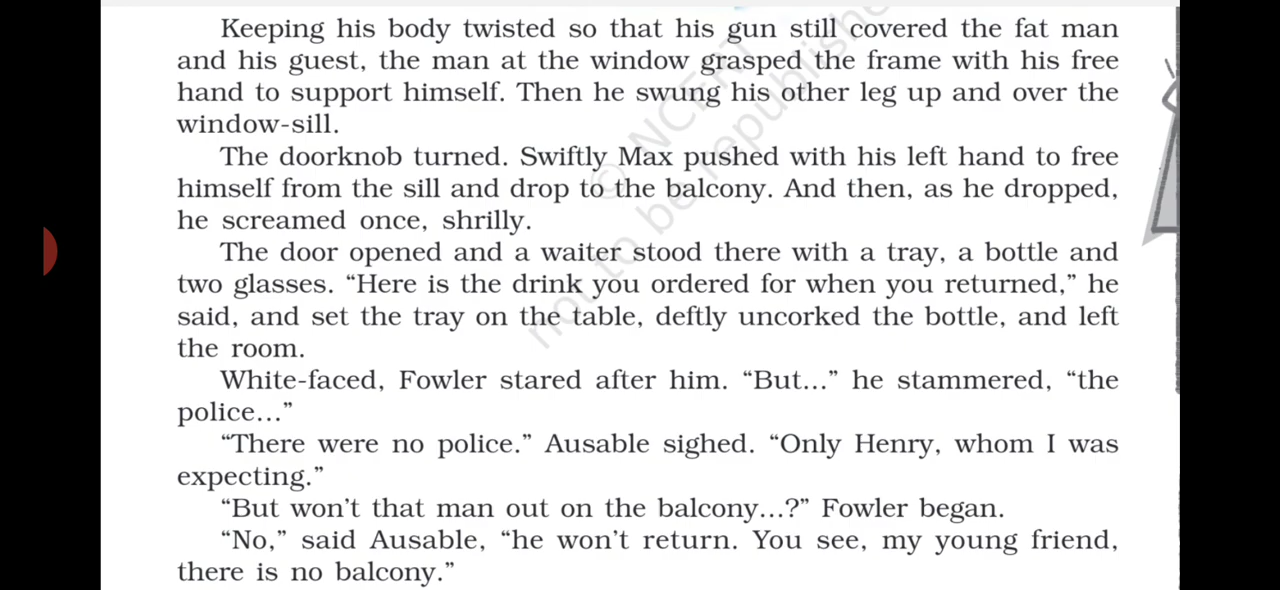 Keeping his body twisted so that his gun still covered the fat man
and his guest, the man at the window grasped the frame with his free
hand to support himself. Then he swung his other leg up and over the
window-sill.
The doorknob turned. Swiftly Max pushed with his left hand to free
himself from the sill and drop to the balcony. And then, as he dropped,
he screamed once, shrilly.
The door opened and a waiter stood there with a tray, a bottle and
two glasses. “Here is the drink you ordered for when you returned,” he
said, and set the tray on the table, deftly uncorked the bottle, and left
the room.
White-faced, Fowler stared after him. “But...” he stammered, “the
police...”
“There were no police.” Ausable sighed. “Only Henry, whom I was
expecting.”
“But won’t that man out on the balcony...?” Fowler began.
“No,” said Ausable, “he won’t return. You see, my young friend,
there is no balcony.”
© NCERT
not to be republishe